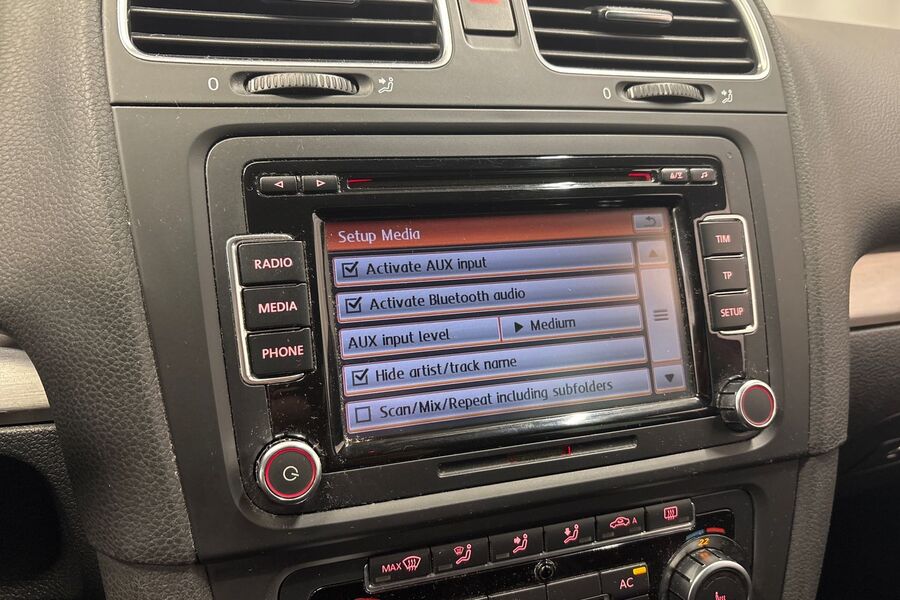 0
0
Setup Media
Activate AUX input
Activate Bluetooth audio
AUX input level
Medium
Hide artist/track name
Scan/Mix/Repeat including subfolders
RADIO
MEDIA
PHONE
TIM
TP
SETUP
MAX
A
22
AC